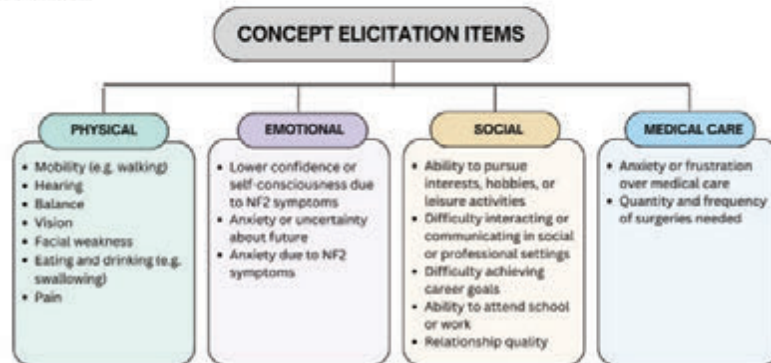 CONCEPT ELICITATION ITEMS
PHYSICAL
• Mobility (e.g. walking)
• Hearing
• Balance
• Vision
• Facial weakness
• Eating and drinking (e.g.
swallowing)
• Pain
EMOTIONAL
• Lower confidence or
self-consciousness due
to NF2 symptoms
• Anxiety or uncertainty
about future
• Anxiety due to NF2
symptoms
SOCIAL
• Ability to pursue
interests, hobbies, or
leisure activities
• Difficulty interacting or
communicating in social
or professional settings
• Difficulty achieving
career goals
• Ability to attend school
or work
• Relationship quality
MEDICAL CARE
• Anxiety or frustration
over medical care
• Quantity and frequency
of surgeries needed